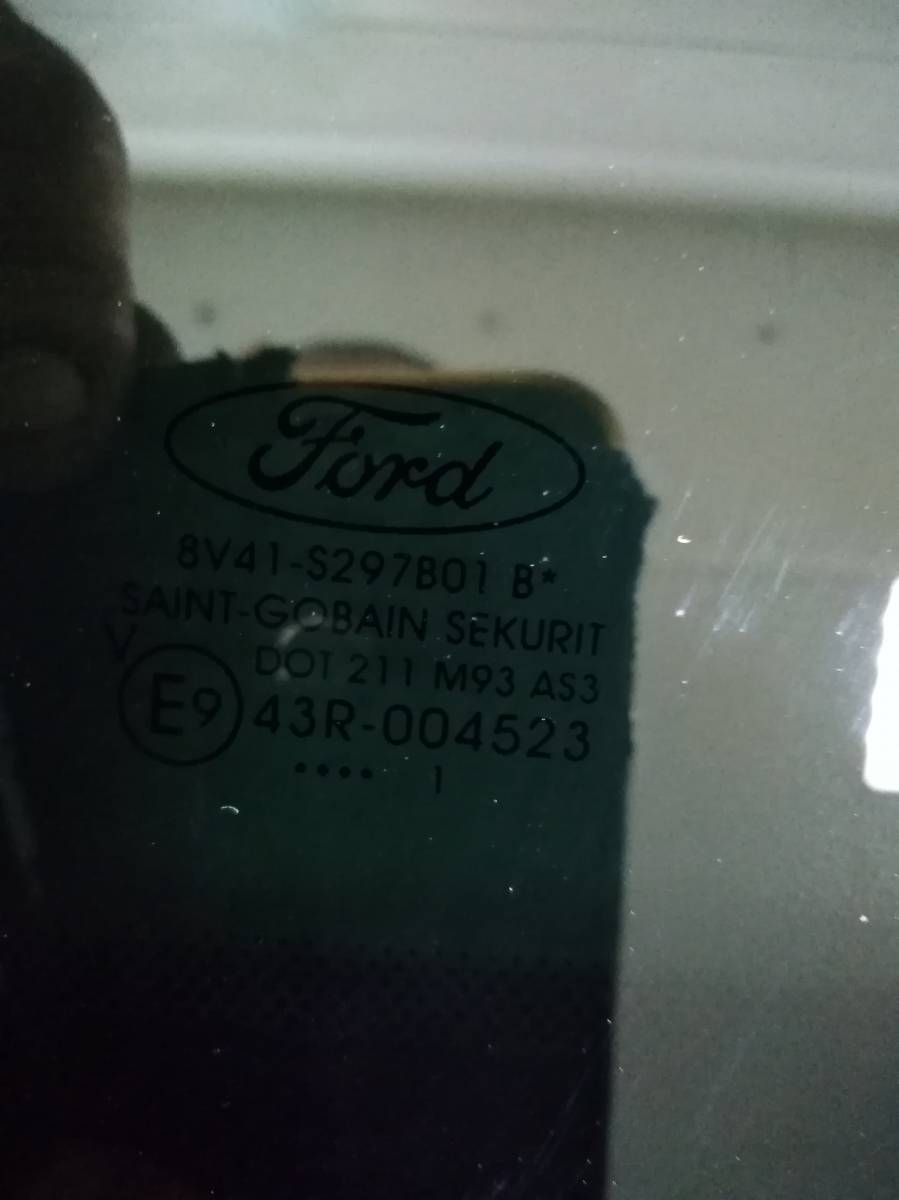 Ford
8V41-S297B01 B*
SAINT-GOBAIN SEKURIT
V
DOT 211 M93 AS3
E9 43R-004523
•••• 1